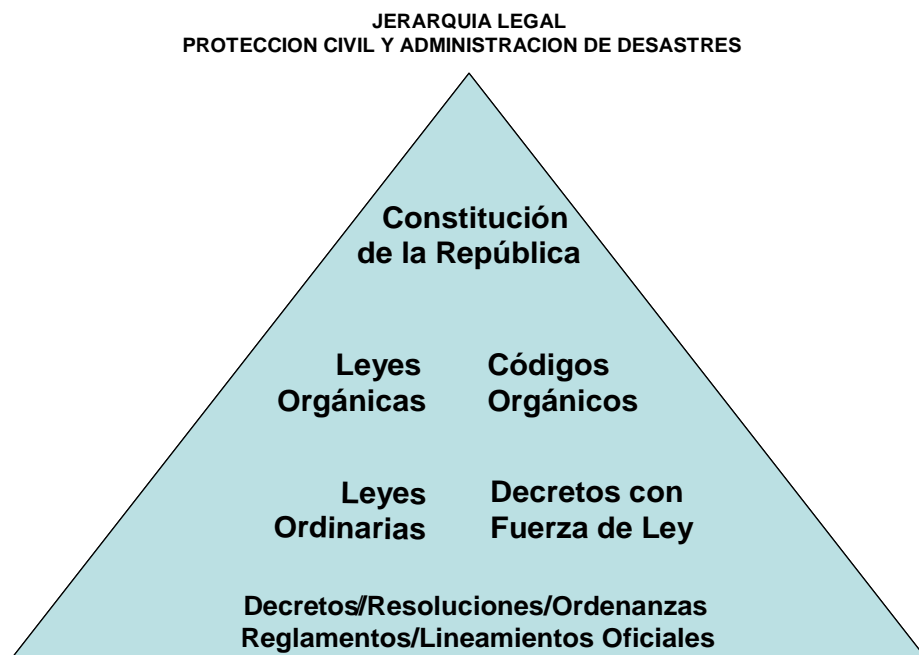 JERARQUIA LEGAL
PROTECCION CIVIL Y ADMINISTRACION DE DESASTRES
Constitución
de la República
Leyes
Orgánicas
Códigos
Orgánicos
Leyes
Ordinarias
Decretos con
Fuerza de Ley
Decretos/Resoluciones/Ordenanzas
Reglamentos/Lineamientos Oficiales